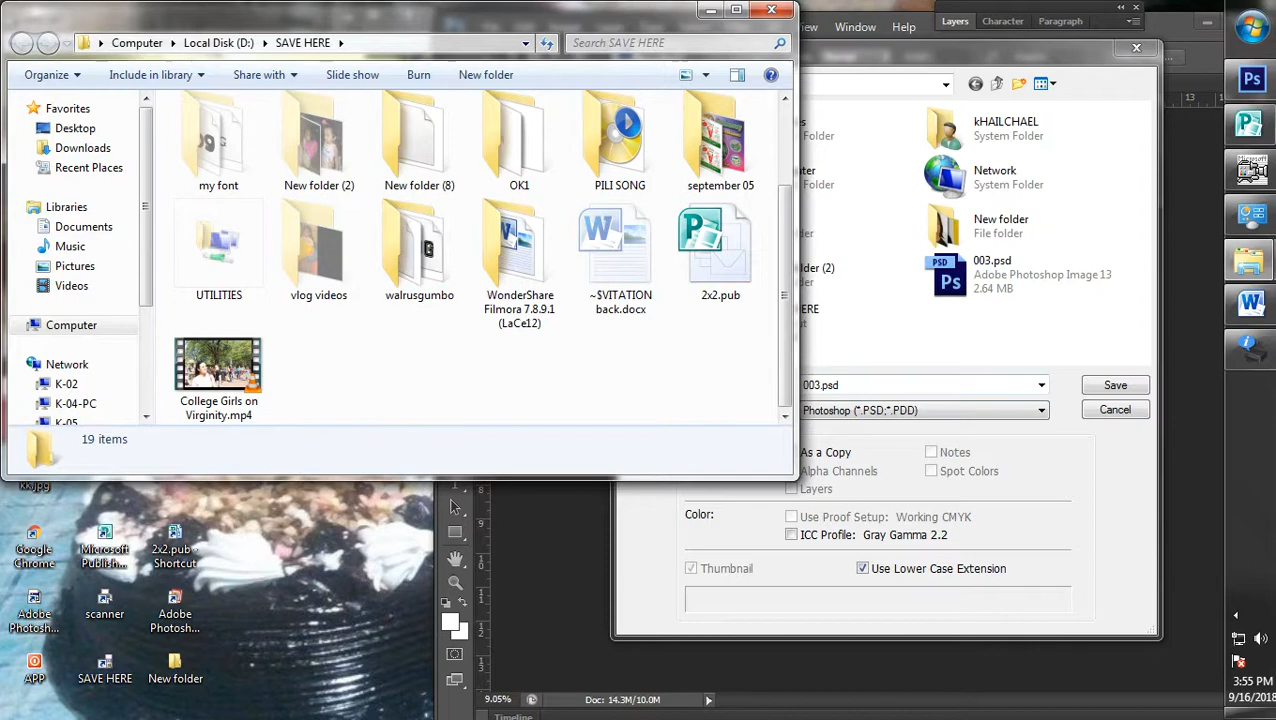 Computer
Local Disk (D:)
SAVE HERE
Search SAVE HERE
Organize
Include in library
Share with
Slide show
Burn
New folder
Favorites
Desktop
Downloads
Recent Places
Libraries
Documents
Music
Pictures
Videos
Computer
Network
K-02
K-04-PC
K-05
my font
New folder (2)
New folder (8)
OK1
PILI SONG
september 05
UTILITIES
vlog videos
walrusgumbo
WonderShare
Filmora 7.8.9.1
(LaCe12)
~$VITATION
back.docx
2x2.pub
College Girls on
Virginity.mp4
19 items
Window
Help
Layers
Character
Paragraph
13
kHAILCHAEL
System Folder
Network
System Folder
New folder
File folder
PSD
Ps
003.psd
Adobe Photoshop Image 13
2.64 MB
003.psd
Photoshop (*.PSD;*.PDD)
Save
Cancel
As a Copy
Notes
Alpha Channels
Spot Colors
Layers
Color:
Use Proof Setup: Working CMYK
ICC Profile: Gray Gamma 2.2
Thumbnail
Use Lower Case Extension
9.05%
Doc: 14.3M/10.0M
Timeline
Google
Chrome
Microsoft
Publish...
2x2.pub -
Shortcut
Adobe
Photosh...
scanner
Adobe
Photosh...
APP
SAVE HERE
New folder
Ps
3:55 PM
9/16/2018